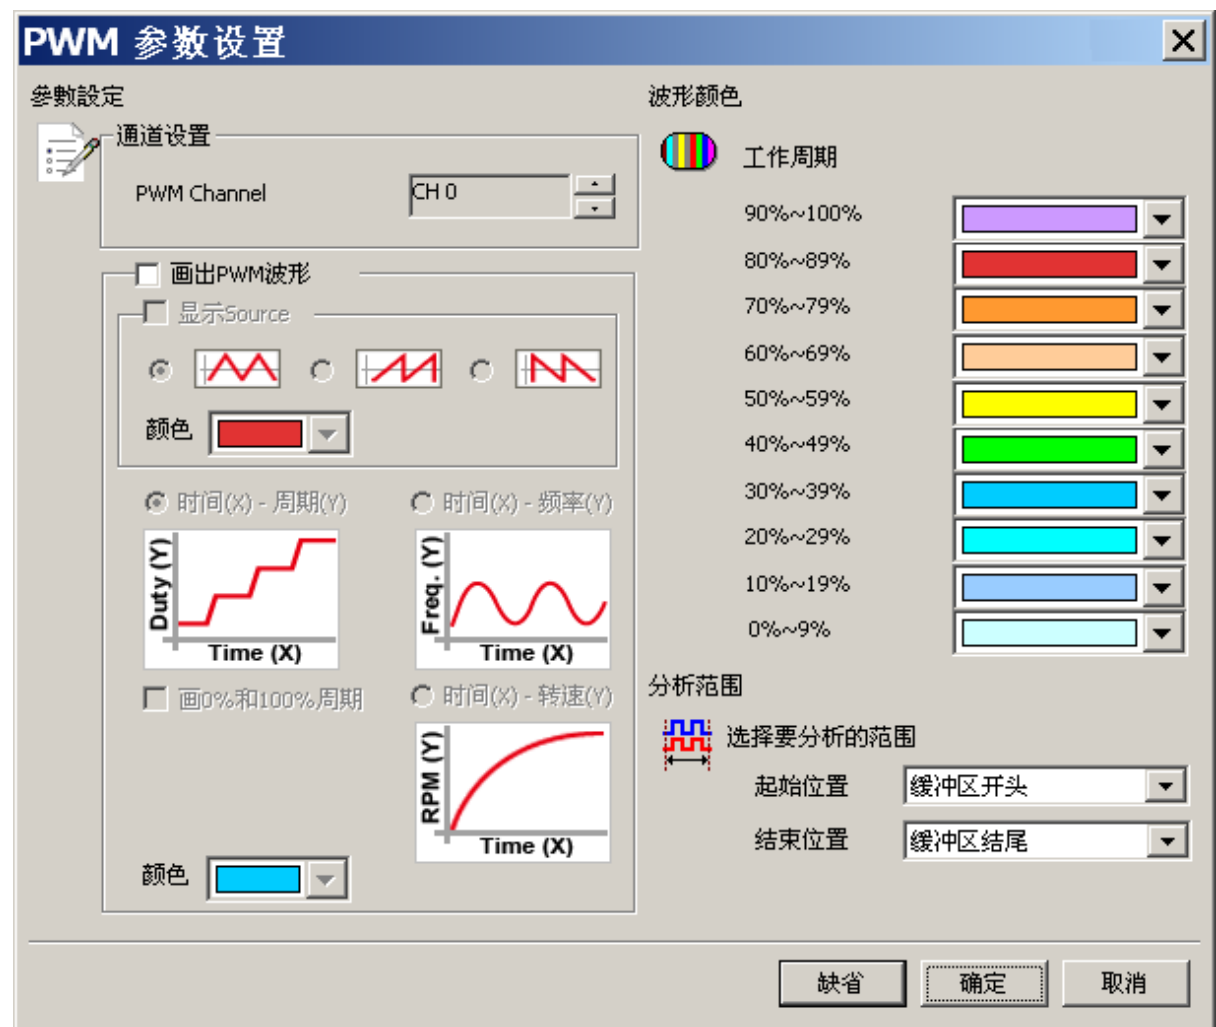 PWM 参数设置
參數設定
通道设置
PWM Channel
CH 0
画出PWM波形
显示Source
颜色
时间(X) - 周期(Y)
时间(X) - 频率(Y)
Duty (Y)
Time (X)
Freq. (Y)
Time (X)
画0%和100%周期
时间(X) - 转速(Y)
RPM (Y)
Time (X)
颜色
波形颜色
工作周期
90%~100%
80%~89%
70%~79%
60%~69%
50%~59%
40%~49%
30%~39%
20%~29%
10%~19%
0%~9%
分析范围
选择要分析的范围
起始位置 缓冲区开头
结束位置 缓冲区结尾
缺省 确定 取消